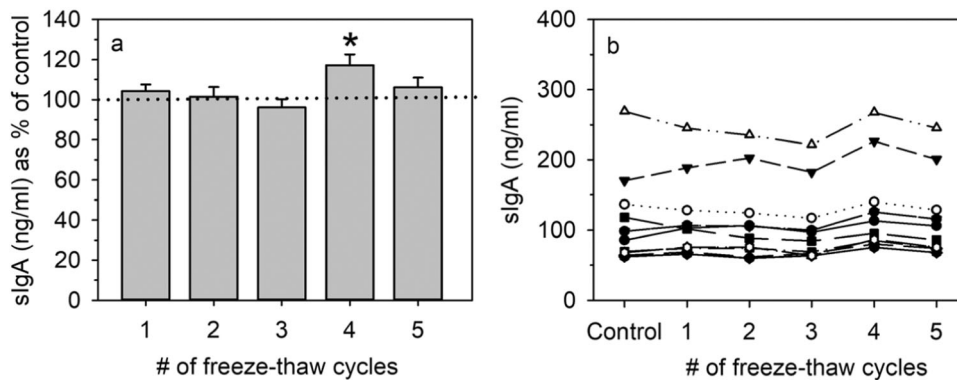 a
*
sIgA (ng/ml) as % of control
140
120
100
80
60
40
20
0
1 2 3 4 5
# of freeze-thaw cycles
b
sIgA (ng/ml)
400
300
200
150
100
50
0
Control 1 2 3 4 5
# of freeze-thaw cycles